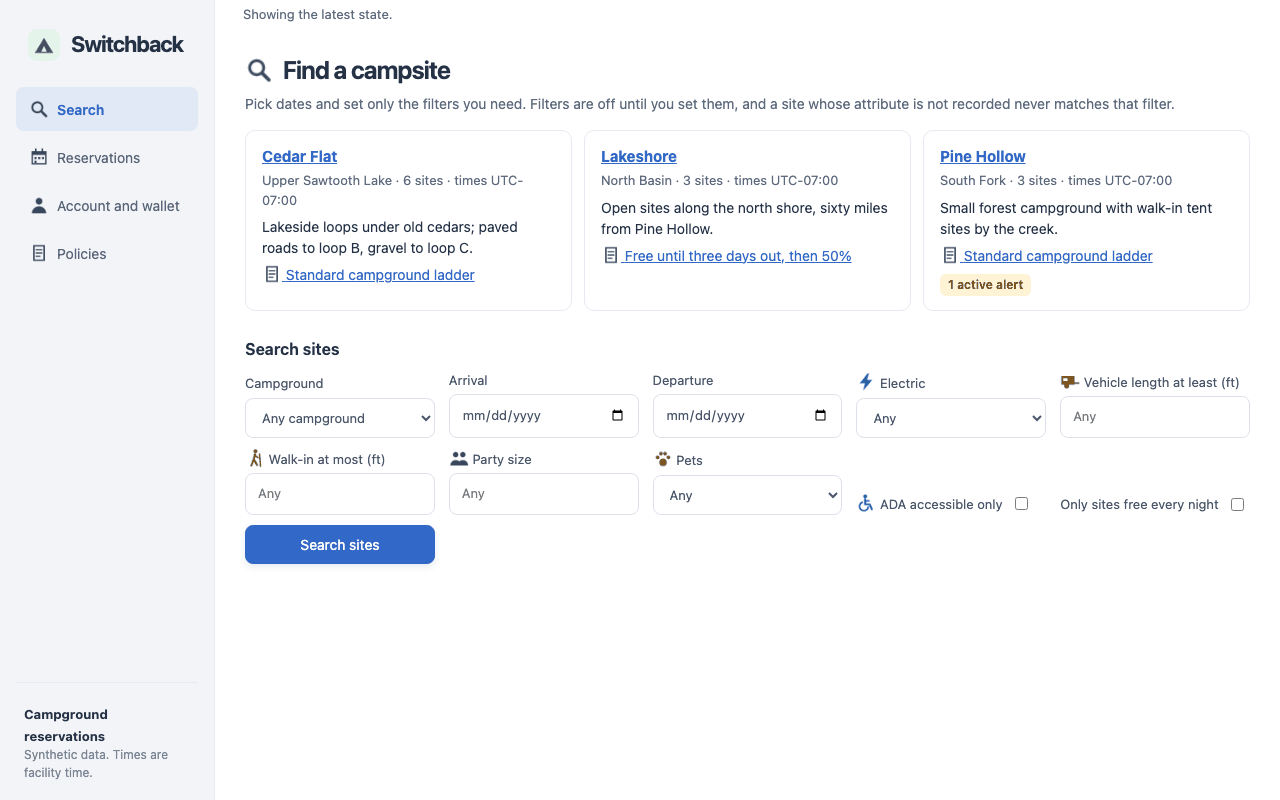 Showing the latest state.
Switchback
Search
Reservations
Account and wallet
Policies
Find a campsite
Pick dates and set only the filters you need. Filters are off until you set them, and a site whose attribute is not recorded never matches that filter.
Cedar Flat
Upper Sawtooth Lake · 6 sites · times UTC-
07:00
Lakeside loops under old cedars; paved
roads to loop B, gravel to loop C.
Standard campground ladder
Lakeshore
North Basin · 3 sites · times UTC-07:00
Open sites along the north shore, sixty miles
from Pine Hollow.
Free until three days out, then 50%
Pine Hollow
South Fork · 3 sites · times UTC-07:00
Small forest campground with walk-in tent
sites by the creek.
Standard campground ladder
1 active alert
Search sites
Campground
Any campground
Arrival
mm/dd/yyyy
Departure
mm/dd/yyyy
Electric
Any
Vehicle length at least (ft)
Any
Walk-in at most (ft)
Any
Party size
Any
Pets
Any
ADA accessible only
Only sites free every night
Search sites
Campground
reservations
Synthetic data. Times are
facility time.